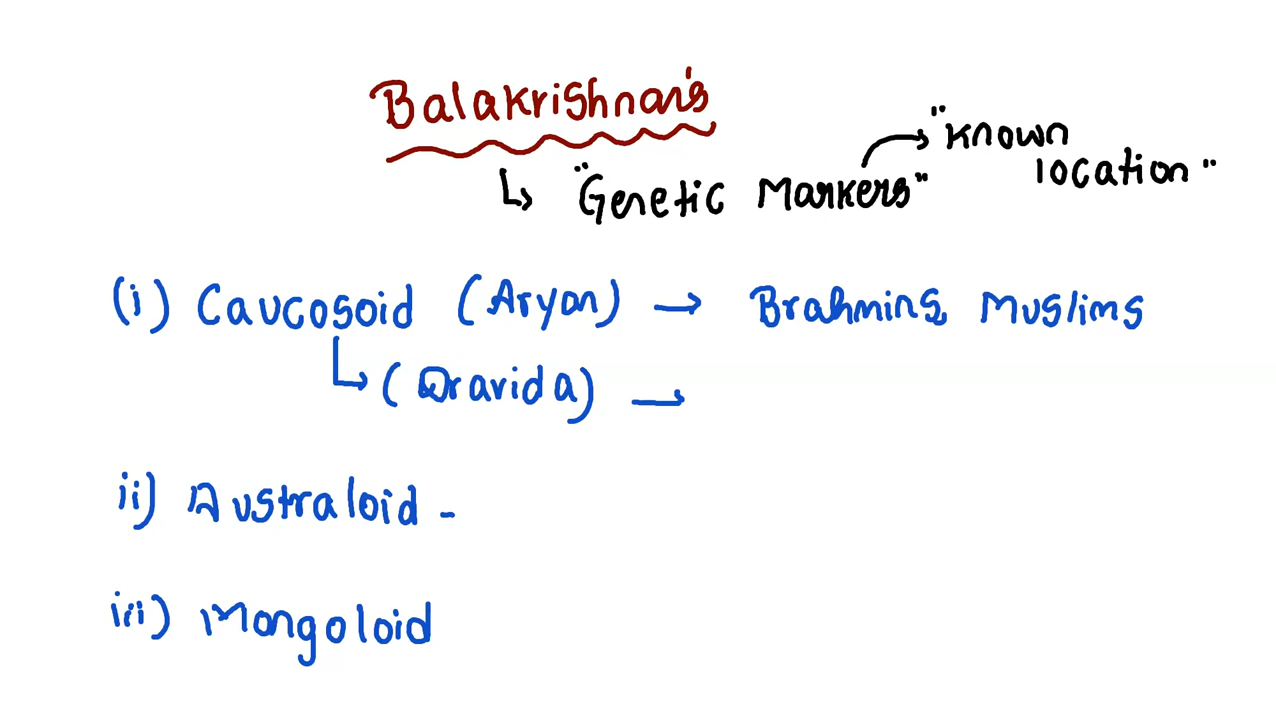 Balakrishnan's
↳ "Genetic Markers" → "Known
location"
(i) Caucosoid (Aryan) → Brahmins, Muslims
↳ (Dravida) →
ii) Australoid -
iii) Mongoloid